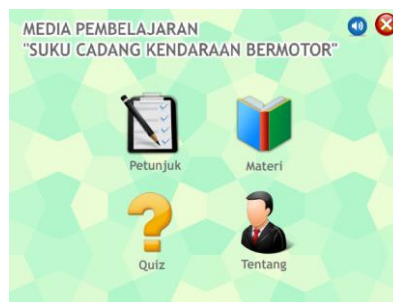 MEDIA PEMBELAJARAN
"SUKU CADANG KENDARAAN BERMOTOR"
Petunjuk
Materi
Quiz
Tentang